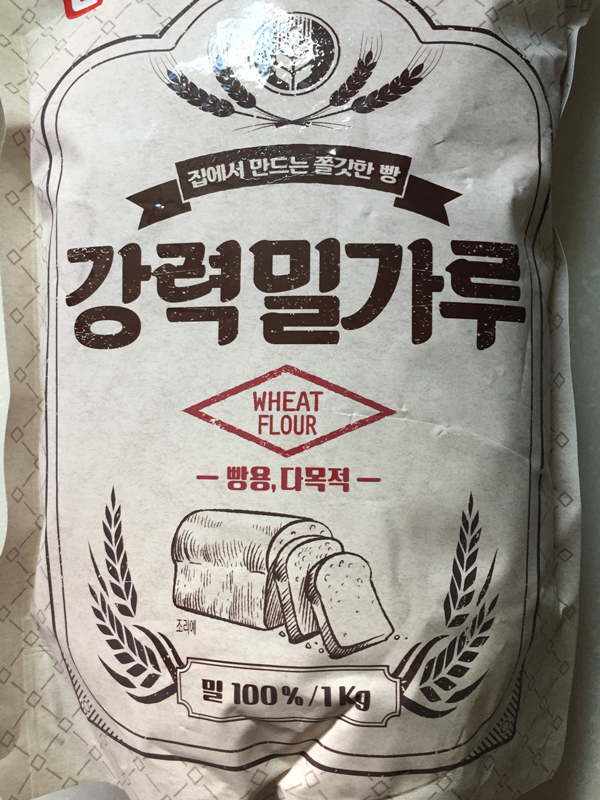 집에서 만드는 쫄깃한 빵
강력밀가루
WHEAT
FLOUR
빵용, 다목적
조리예
밀 100% / 1Kg